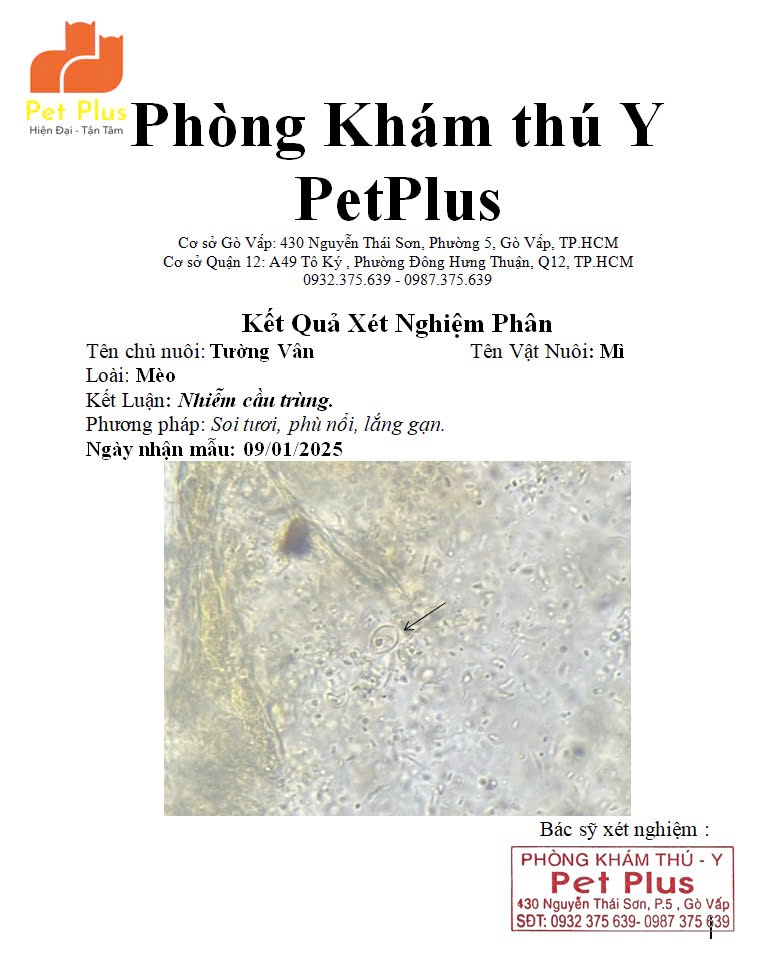 Pet Plus
Hiện Đại - Tận Tâm
Phòng Khám thú Y
PetPlus
Cơ sở Gò Vấp: 430 Nguyễn Thái Sơn, Phường 5, Gò Vấp, TP.HCM
Cơ sở Quận 12: A49 Tô Ký , Phường Đông Hưng Thuận, Q12, TP.HCM
0932.375.639 - 0987.375.639
Kết Quả Xét Nghiệm Phân
Tên chủ nuôi: Tường Vân Tên Vật Nuôi: Mì
Loài: Mèo
Kết Luận: Nhiễm cầu trùng.
Phương pháp: Soi tươi, phù nổi, lắng gạn.
Ngày nhận mẫu: 09/01/2025
Bác sỹ xét nghiệm :
PHÒNG KHÁM THÚ - Y
Pet Plus
430 Nguyễn Thái Sơn, P.5 , Gò Vấp
SĐT: 0932 375 639- 0987 375 639